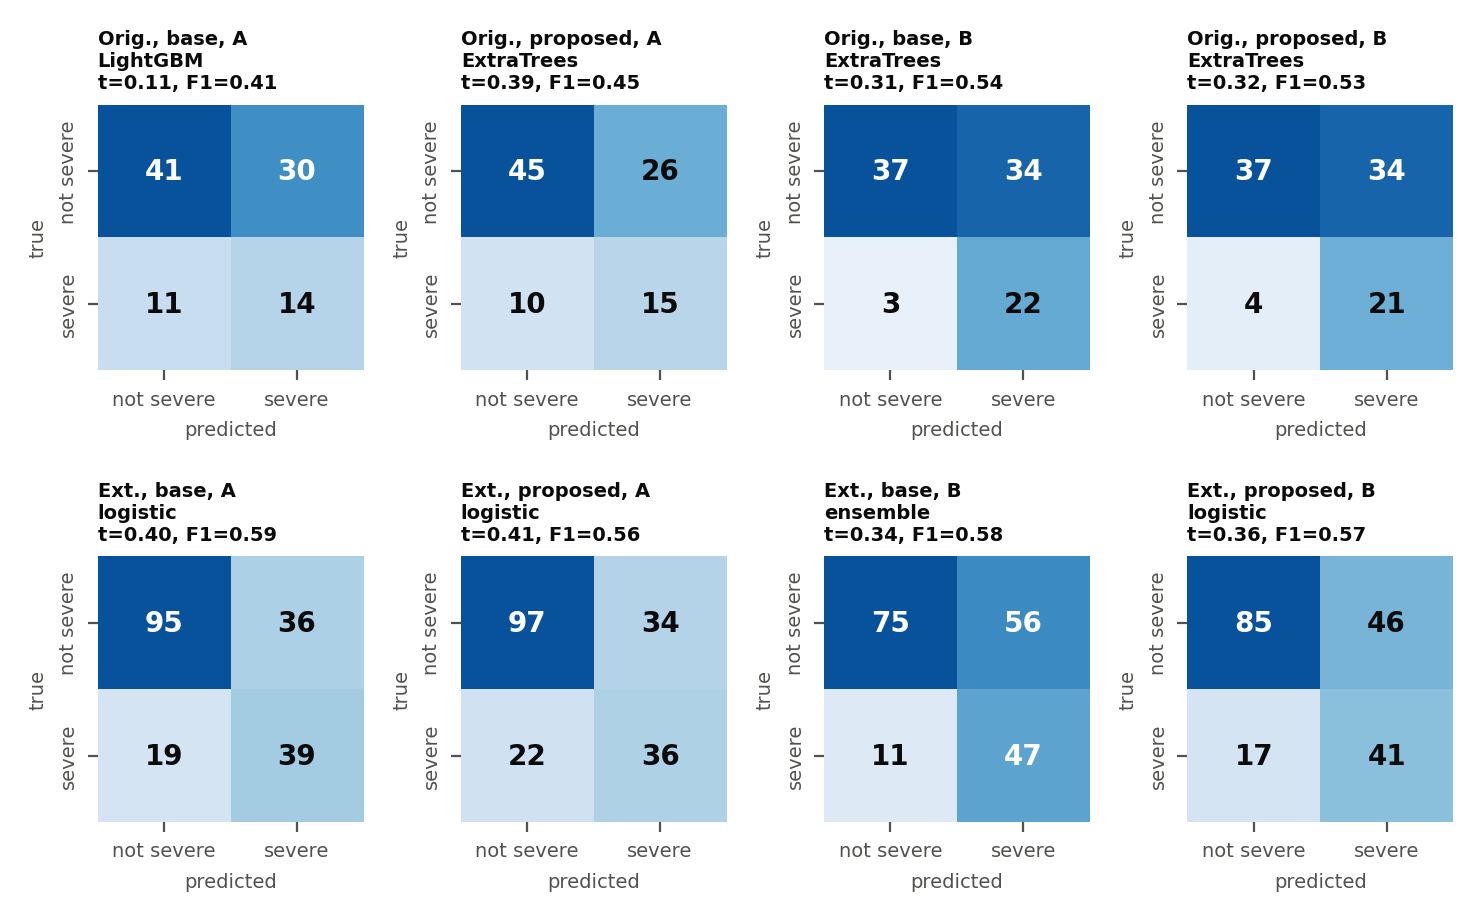 Orig., base, A
LightGBM
t=0.11, F1=0.41
not severe
severe
true
41
30
11
14
not severe
severe
predicted
Orig., proposed, A
ExtraTrees
t=0.39, F1=0.45
not severe
severe
true
45
26
10
15
not severe
severe
predicted
Orig., base, B
ExtraTrees
t=0.31, F1=0.54
not severe
severe
true
37
34
3
22
not severe
severe
predicted
Orig., proposed, B
ExtraTrees
t=0.32, F1=0.53
not severe
severe
true
37
34
4
21
not severe
severe
predicted
Ext., base, A
logistic
t=0.40, F1=0.59
not severe
severe
true
95
36
19
39
not severe
severe
predicted
Ext., proposed, A
logistic
t=0.41, F1=0.56
not severe
severe
true
97
34
22
36
not severe
severe
predicted
Ext., base, B
ensemble
t=0.34, F1=0.58
not severe
severe
true
75
56
11
47
not severe
severe
predicted
Ext., proposed, B
logistic
t=0.36, F1=0.57
not severe
severe
true
85
46
17
41
not severe
severe
predicted